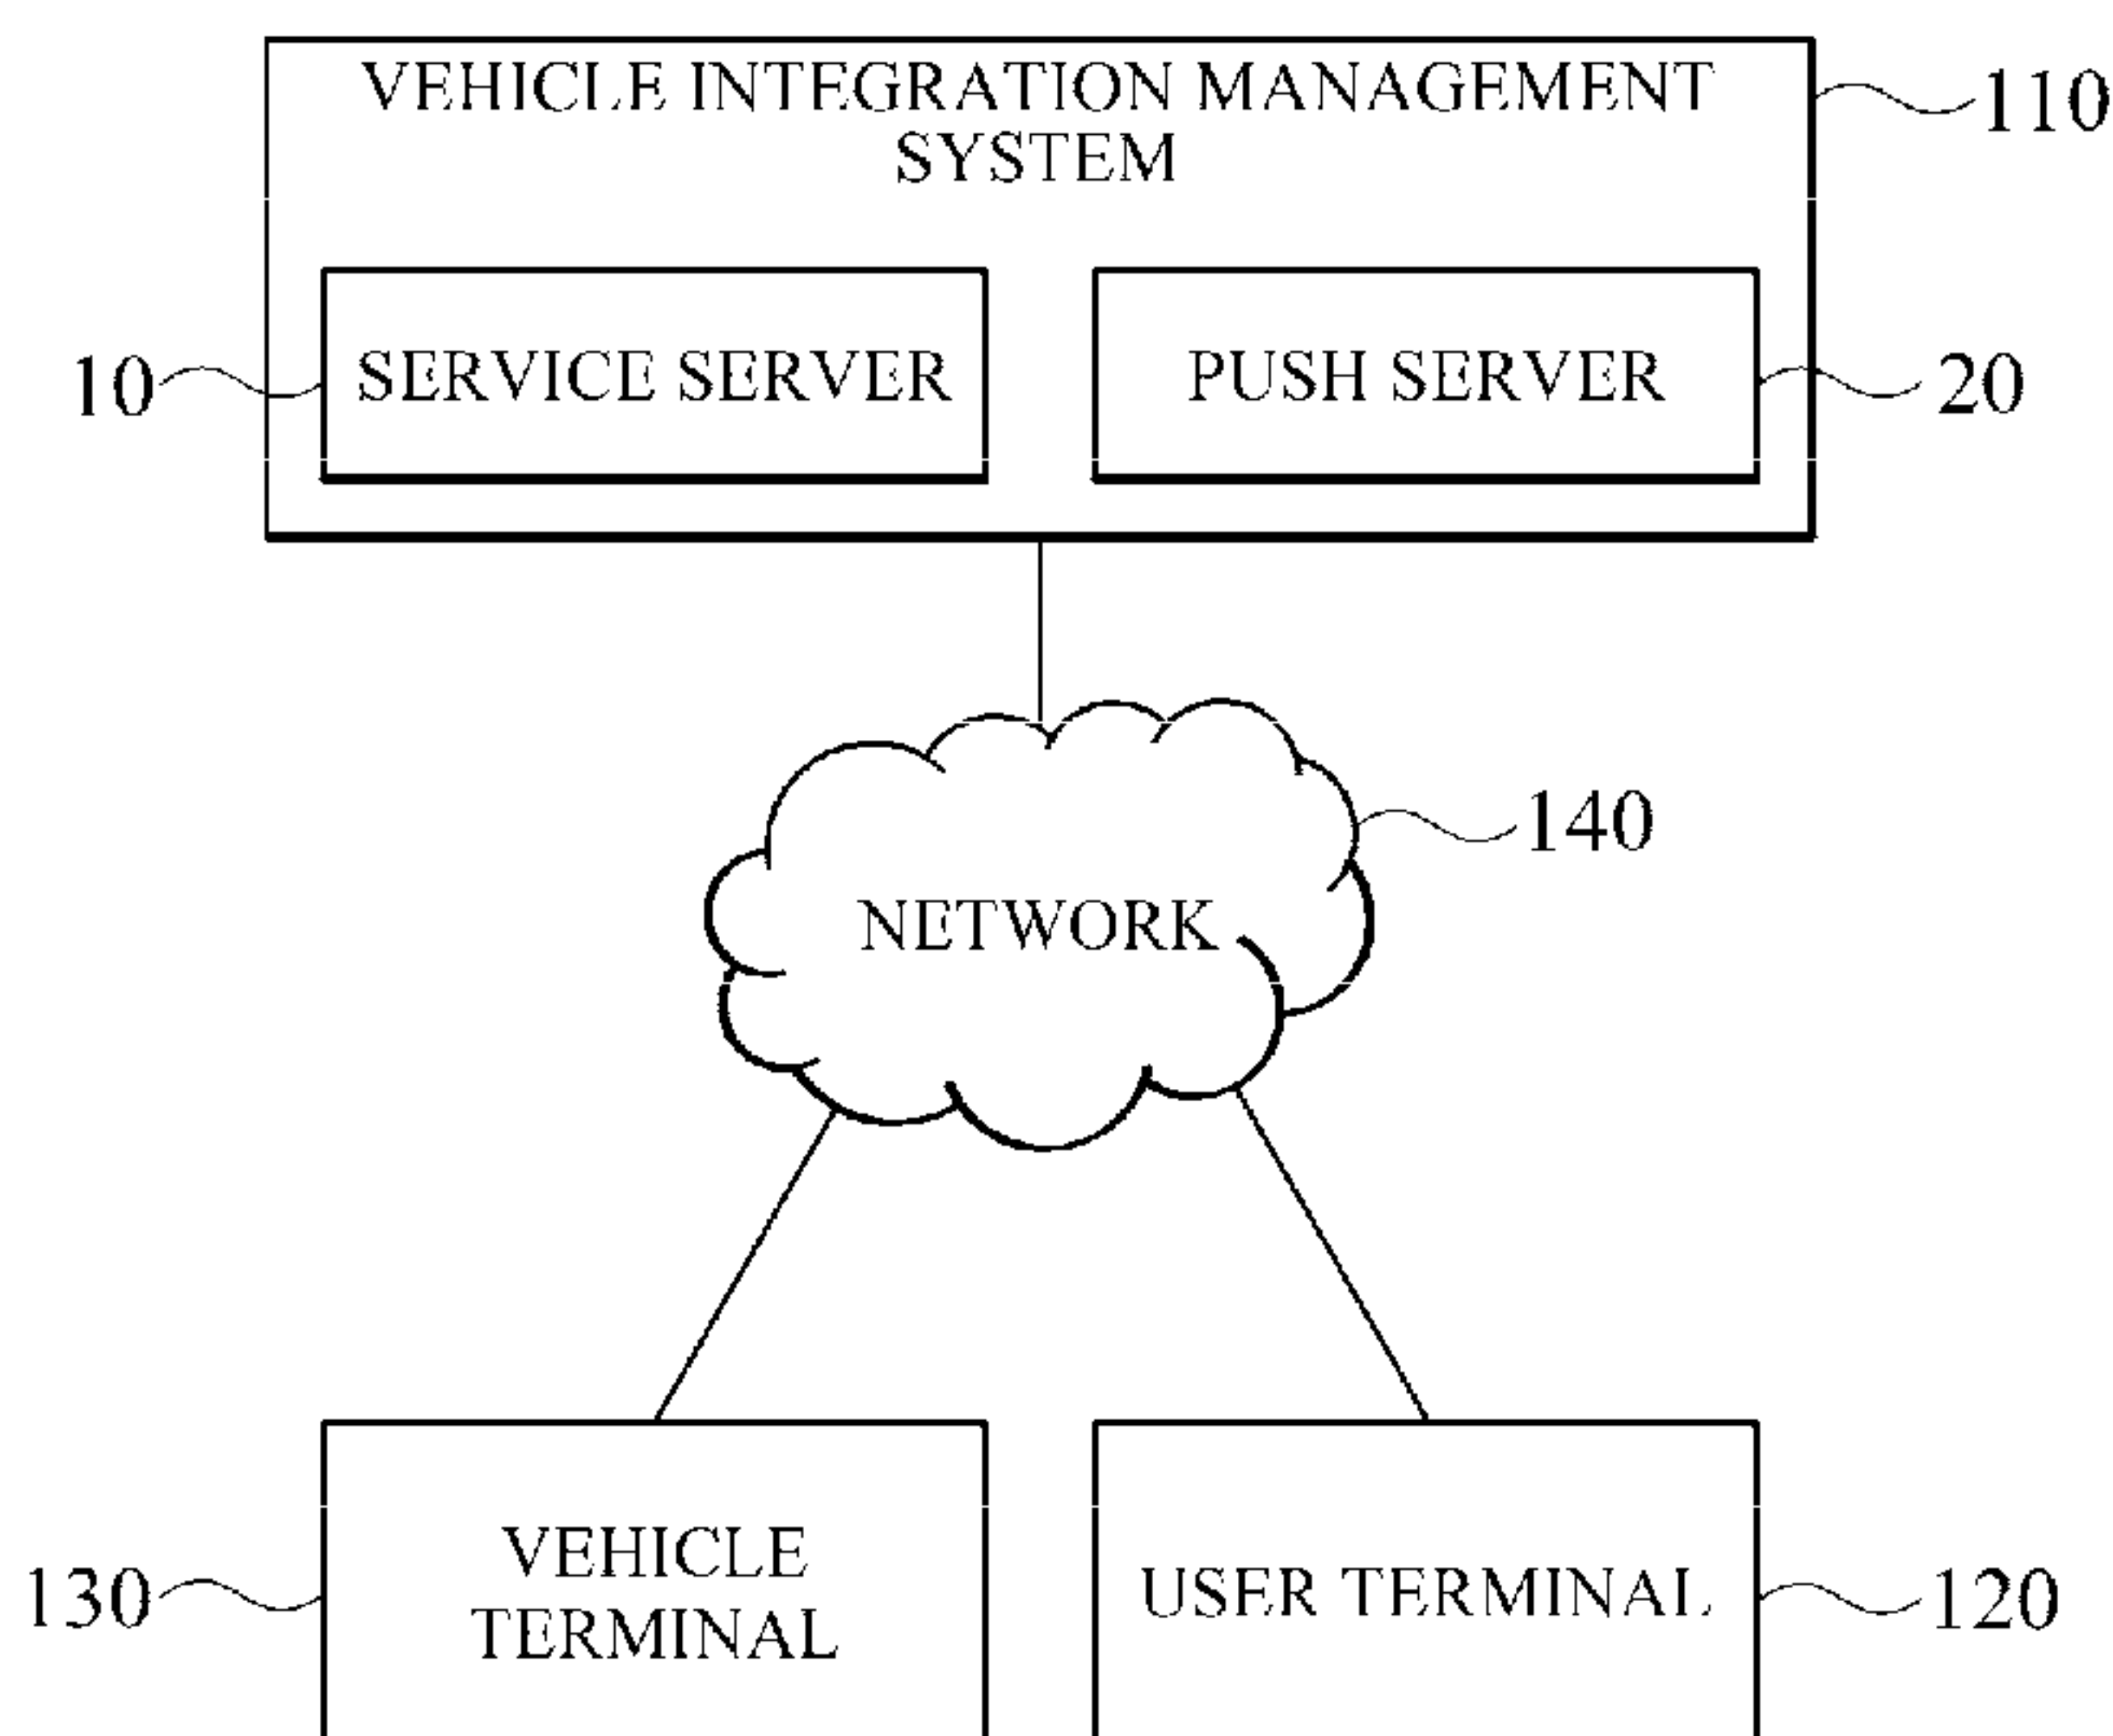 VEHICLE INTEGRATION MANAGEMENT
SYSTEM
110
10
SERVICE SERVER
PUSH SERVER
20
140
NETWORK
130
VEHICLE
TERMINAL
USER TERMINAL
120